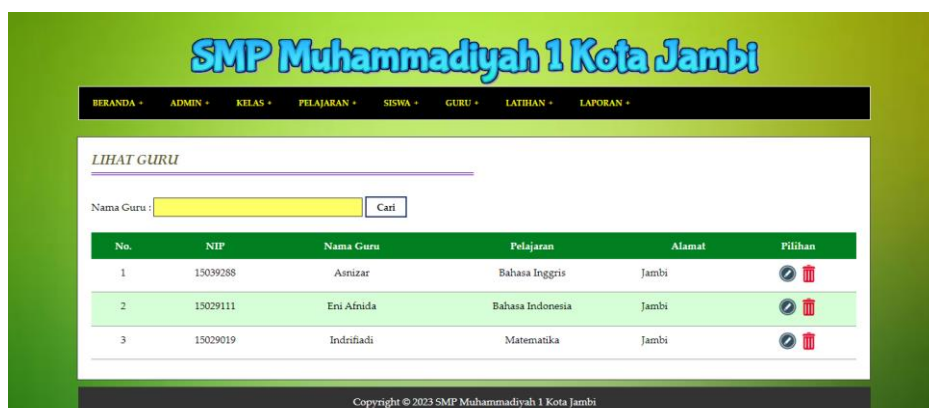 SMP Muhammadiyah 1 Kota Jambi
BERANDA + ADMIN + KELAS + PELAJARAN + SISWA + GURU + LATIHAN + LAPORAN +
LIHAT GURU
Nama Guru : Cari
No. NIP Nama Guru Pelajaran Alamat Pilihan
1 15039288 Asnizar Bahasa Inggris Jambi
2 15029111 Eni Afnida Bahasa Indonesia Jambi
3 15029019 Indrifiadi Matematika Jambi
Copyright © 2023 SMP Muhammadiyah 1 Kota Jambi